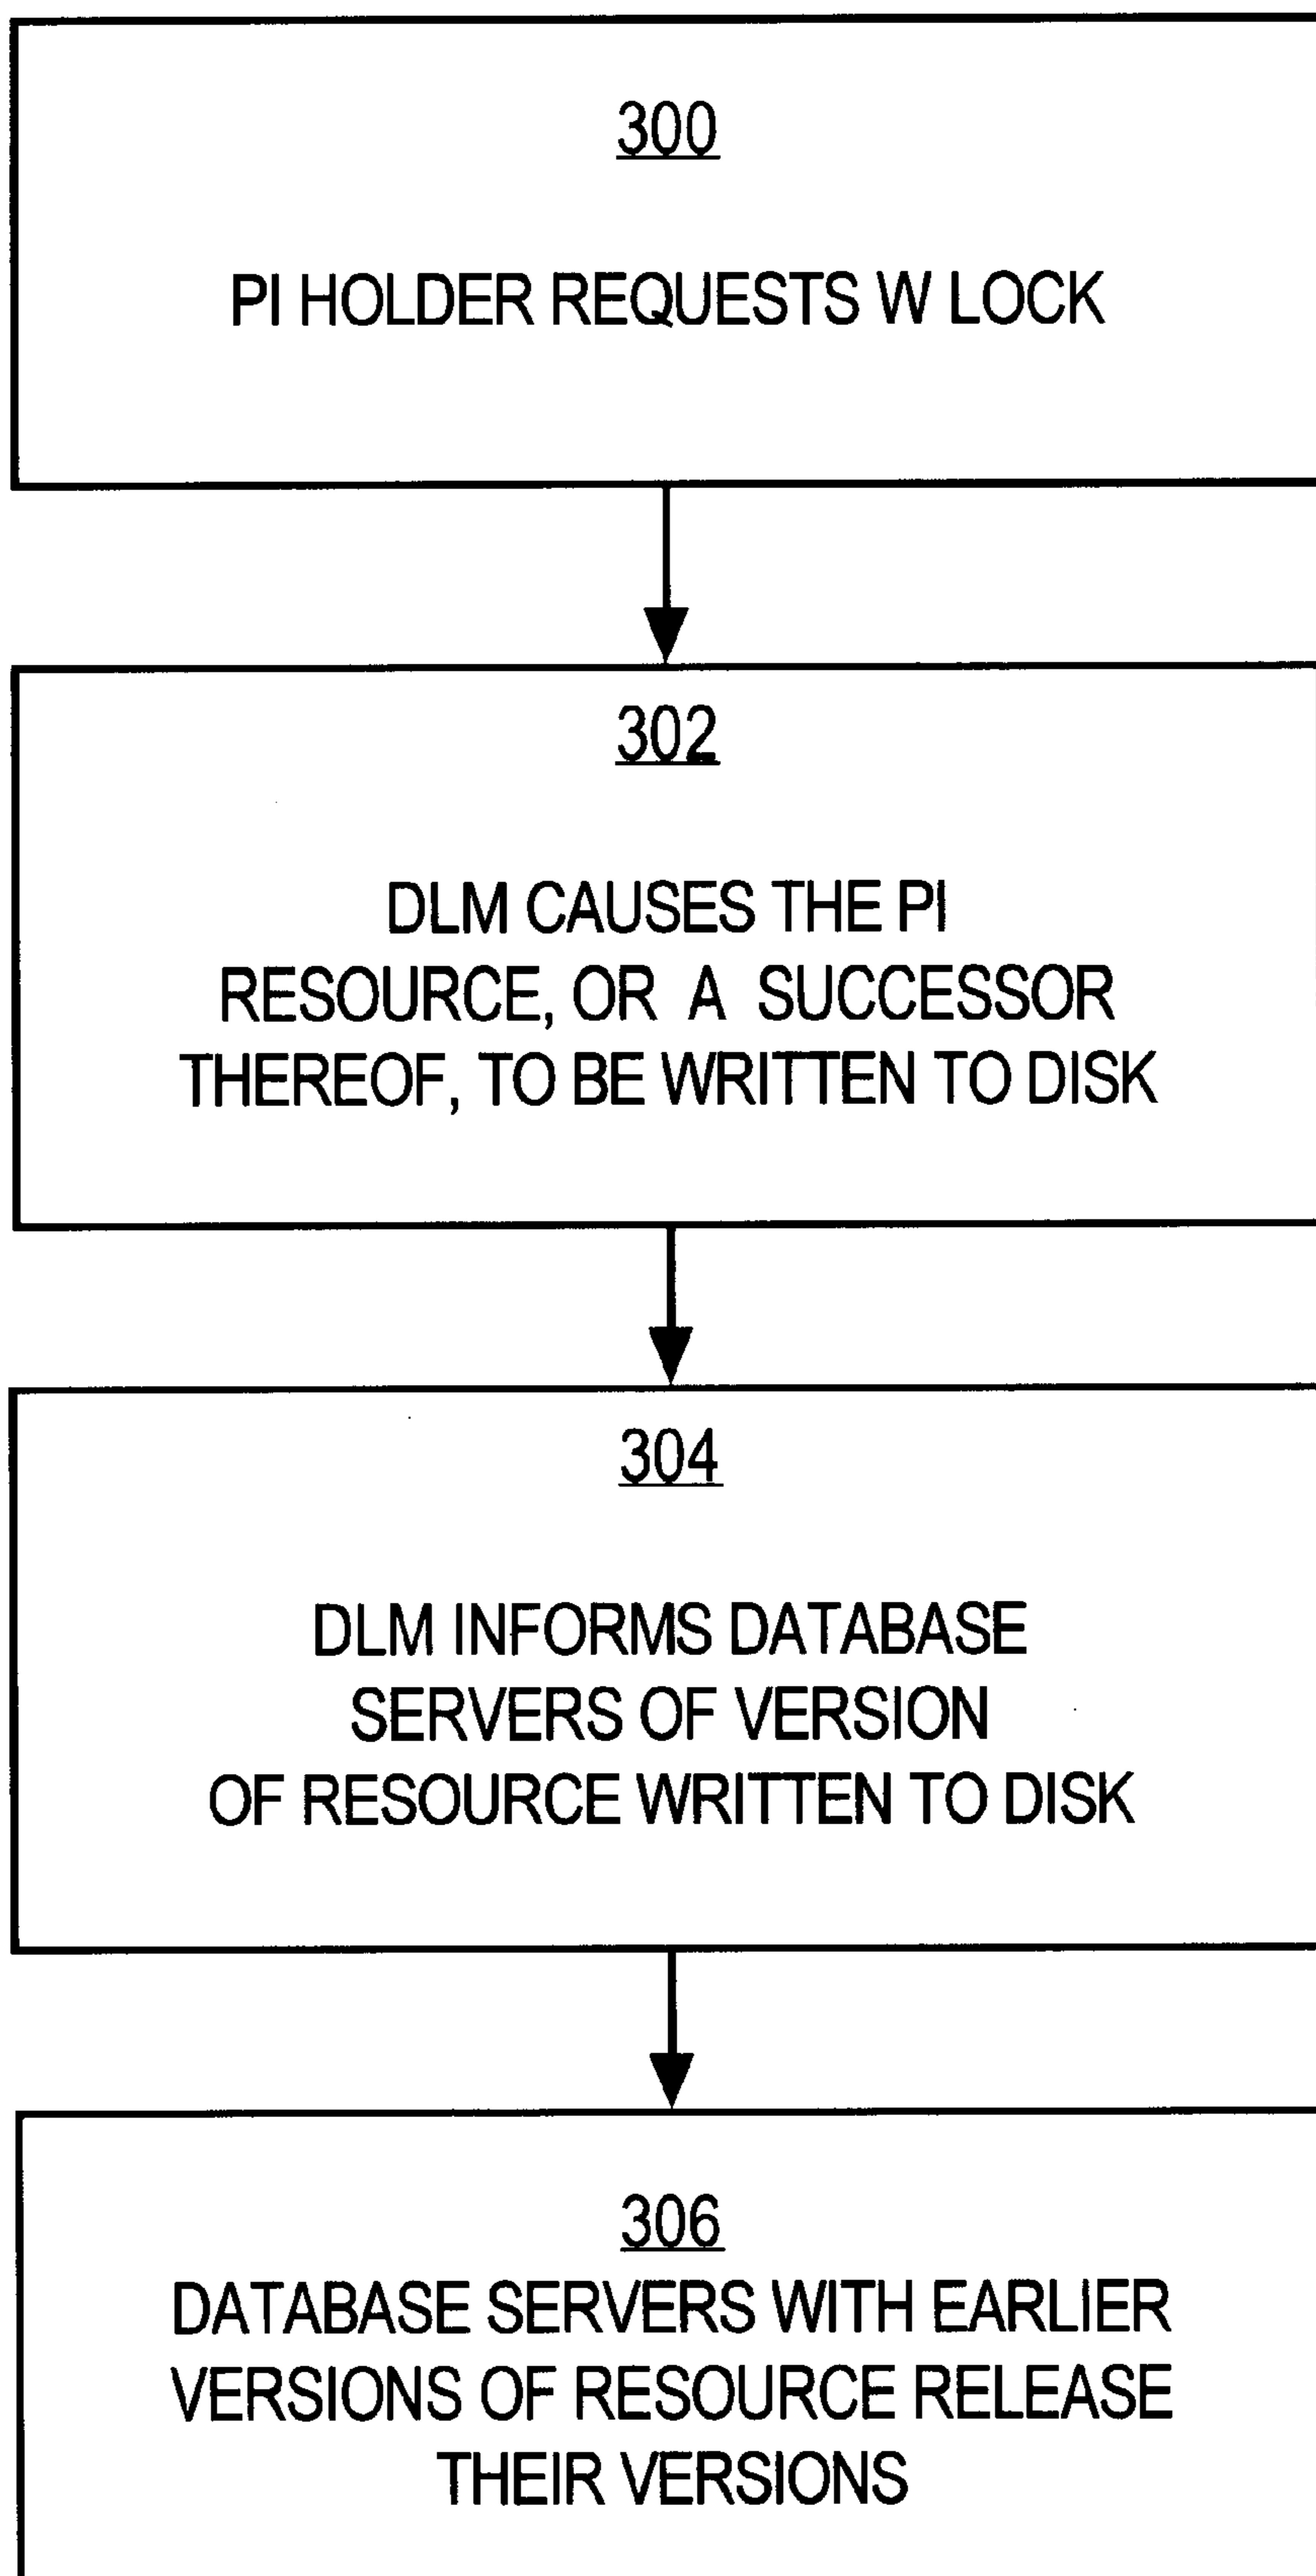 300
PI HOLDER REQUESTS W LOCK
302
DLM CAUSES THE PI
RESOURCE, OR A SUCCESSOR
THEREOF, TO BE WRITTEN TO DISK
304
DLM INFORMS DATABASE
SERVERS OF VERSION
OF RESOURCE WRITTEN TO DISK
306
DATABASE SERVERS WITH EARLIER
VERSIONS OF RESOURCE RELEASE
THEIR VERSIONS